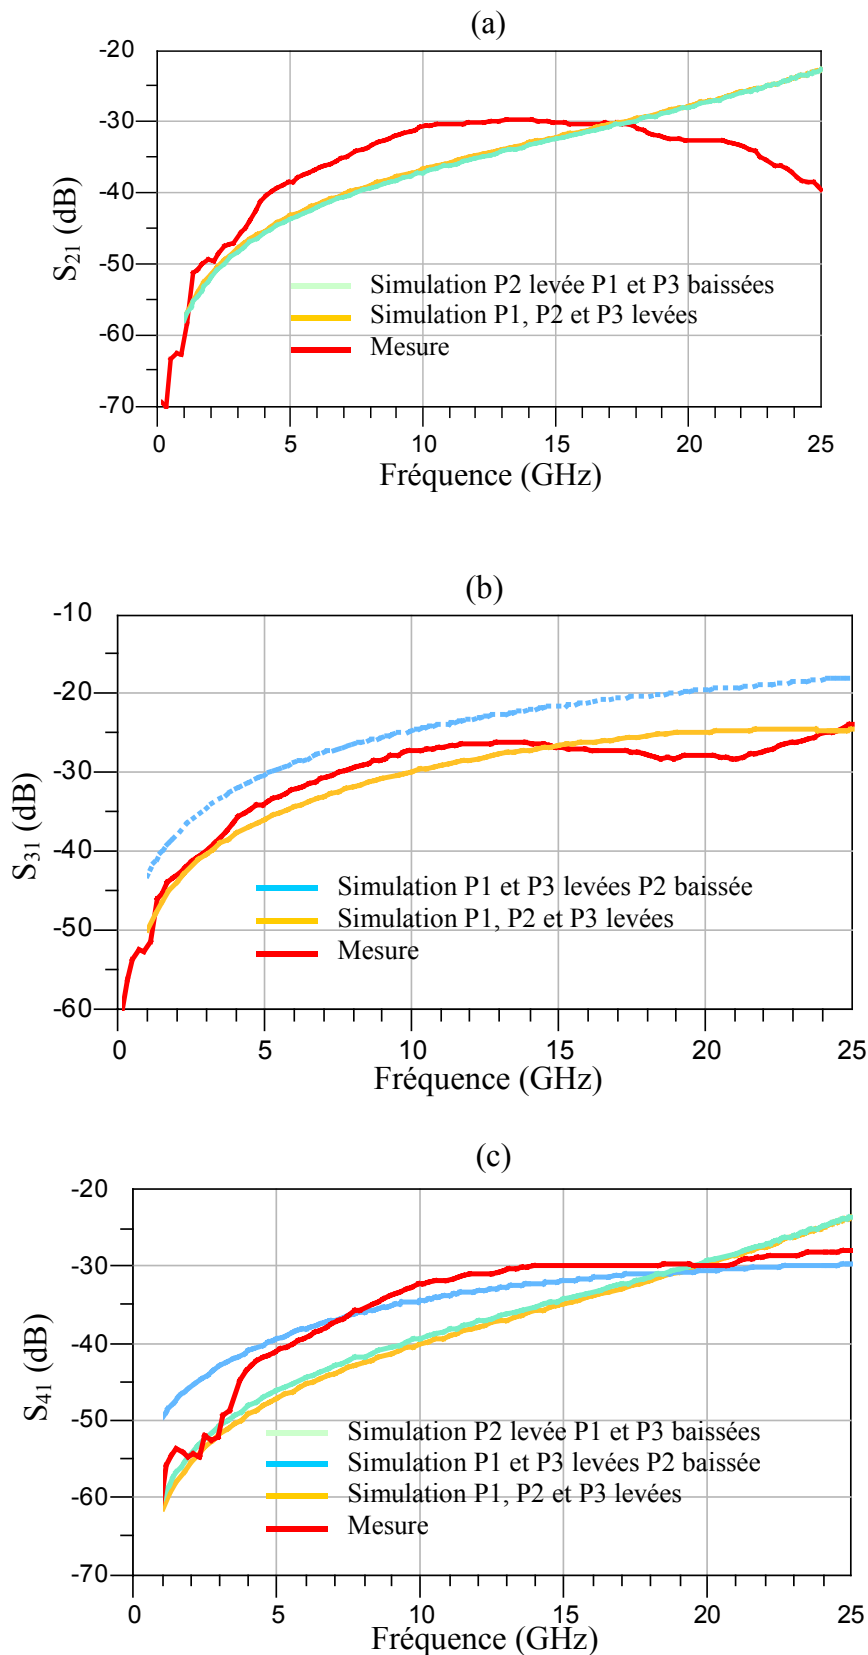 (a)
-20
-30
-40
-50
-60
-70
S21 (dB)
Simulation P2 levée P1 et P3 baissées
Simulation P1, P2 et P3 levées
Mesure
0 5 10 15 20 25
Fréquence (GHz)
(b)
-10
-20
-30
-40
-50
-60
S31 (dB)
Simulation P1 et P3 levées P2 baissée
Simulation P1, P2 et P3 levées
Mesure
0 5 10 15 20 25
Fréquence (GHz)
(c)
-20
-30
-40
-50
-60
-70
S41 (dB)
Simulation P2 levée P1 et P3 baissées
Simulation P1 et P3 levées P2 baissée
Simulation P1, P2 et P3 levées
Mesure
0 5 10 15 20 25
Fréquence (GHz)